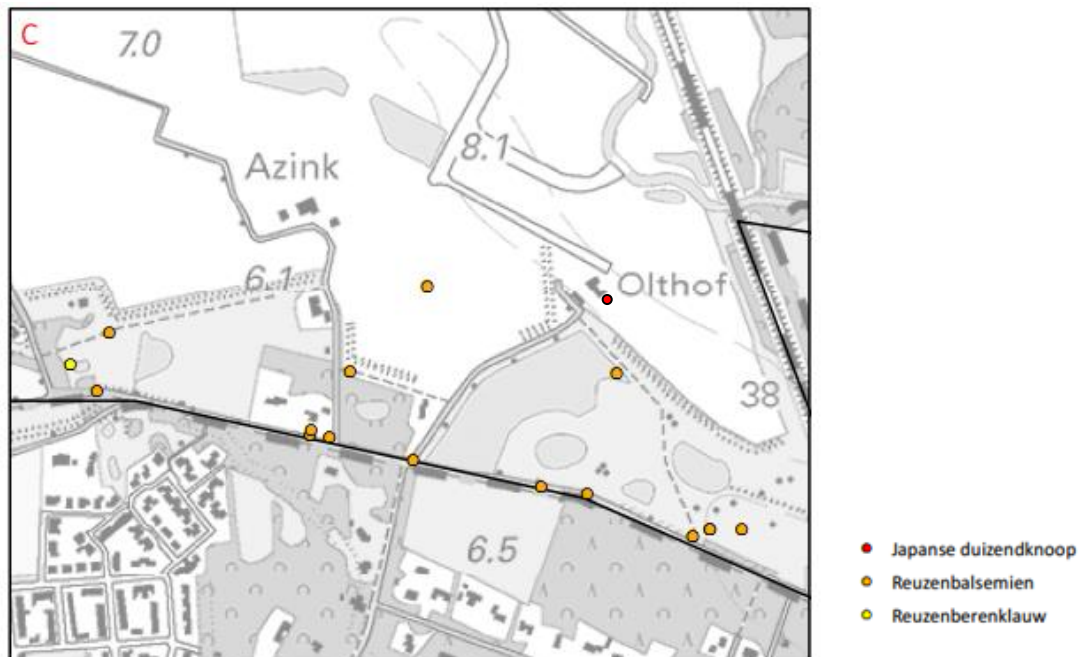 C
7.0
8.1
Azink
6.1
Olthof
38
6.5
Japanse duizendknoop
Reuzenbalsemien
Reuzenberenklauw